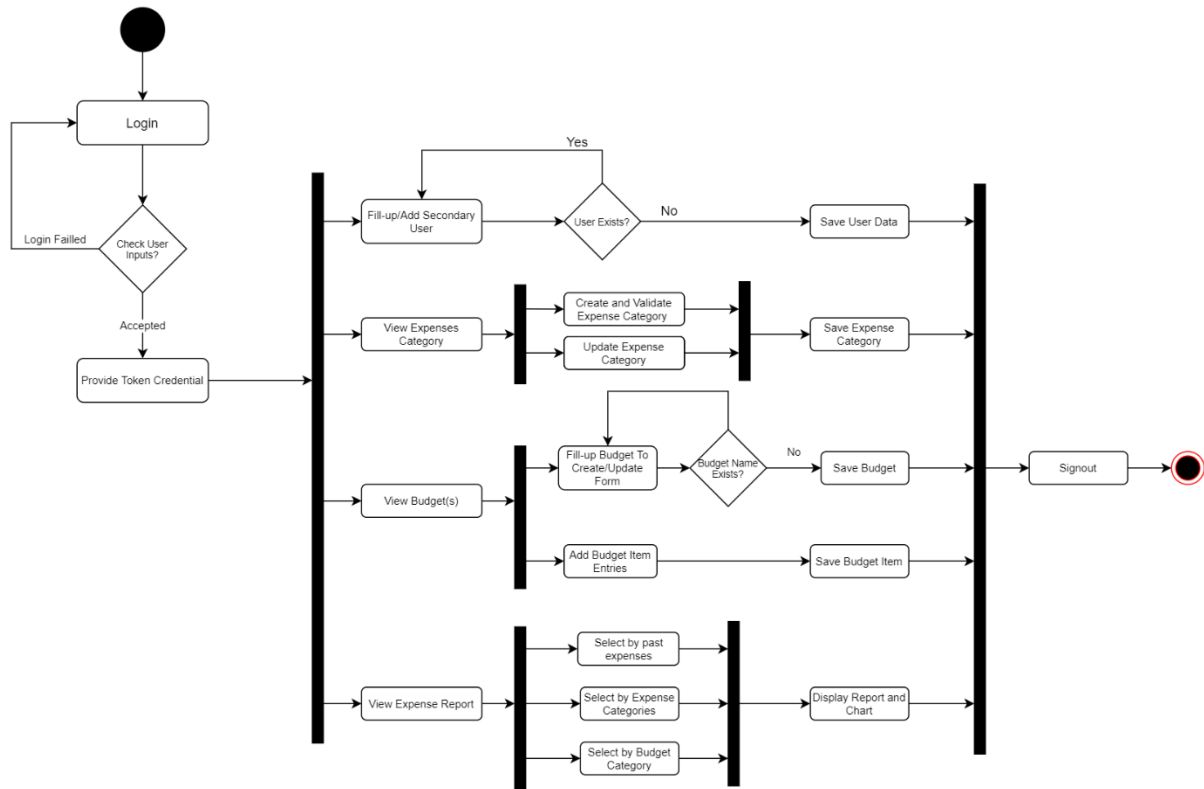 Login
Check User
Inputs?
Login Failled
Accepted
Provide Token Credential
Yes
Fill-up/Add Secondary
User
User Exists?
No
Save User Data
View Expenses
Category
Create and Validate
Expense Category
Update Expense
Category
Save Expense
Category
View Budget(s)
Fill-up Budget To
Create/Update
Form
Budget Name
Exists?
No
Save Budget
Add Budget Item
Entries
Save Budget Item
View Expense Report
Select by past
expenses
Select by Expense
Categories
Select by Budget
Category
Display Report and
Chart
Signout